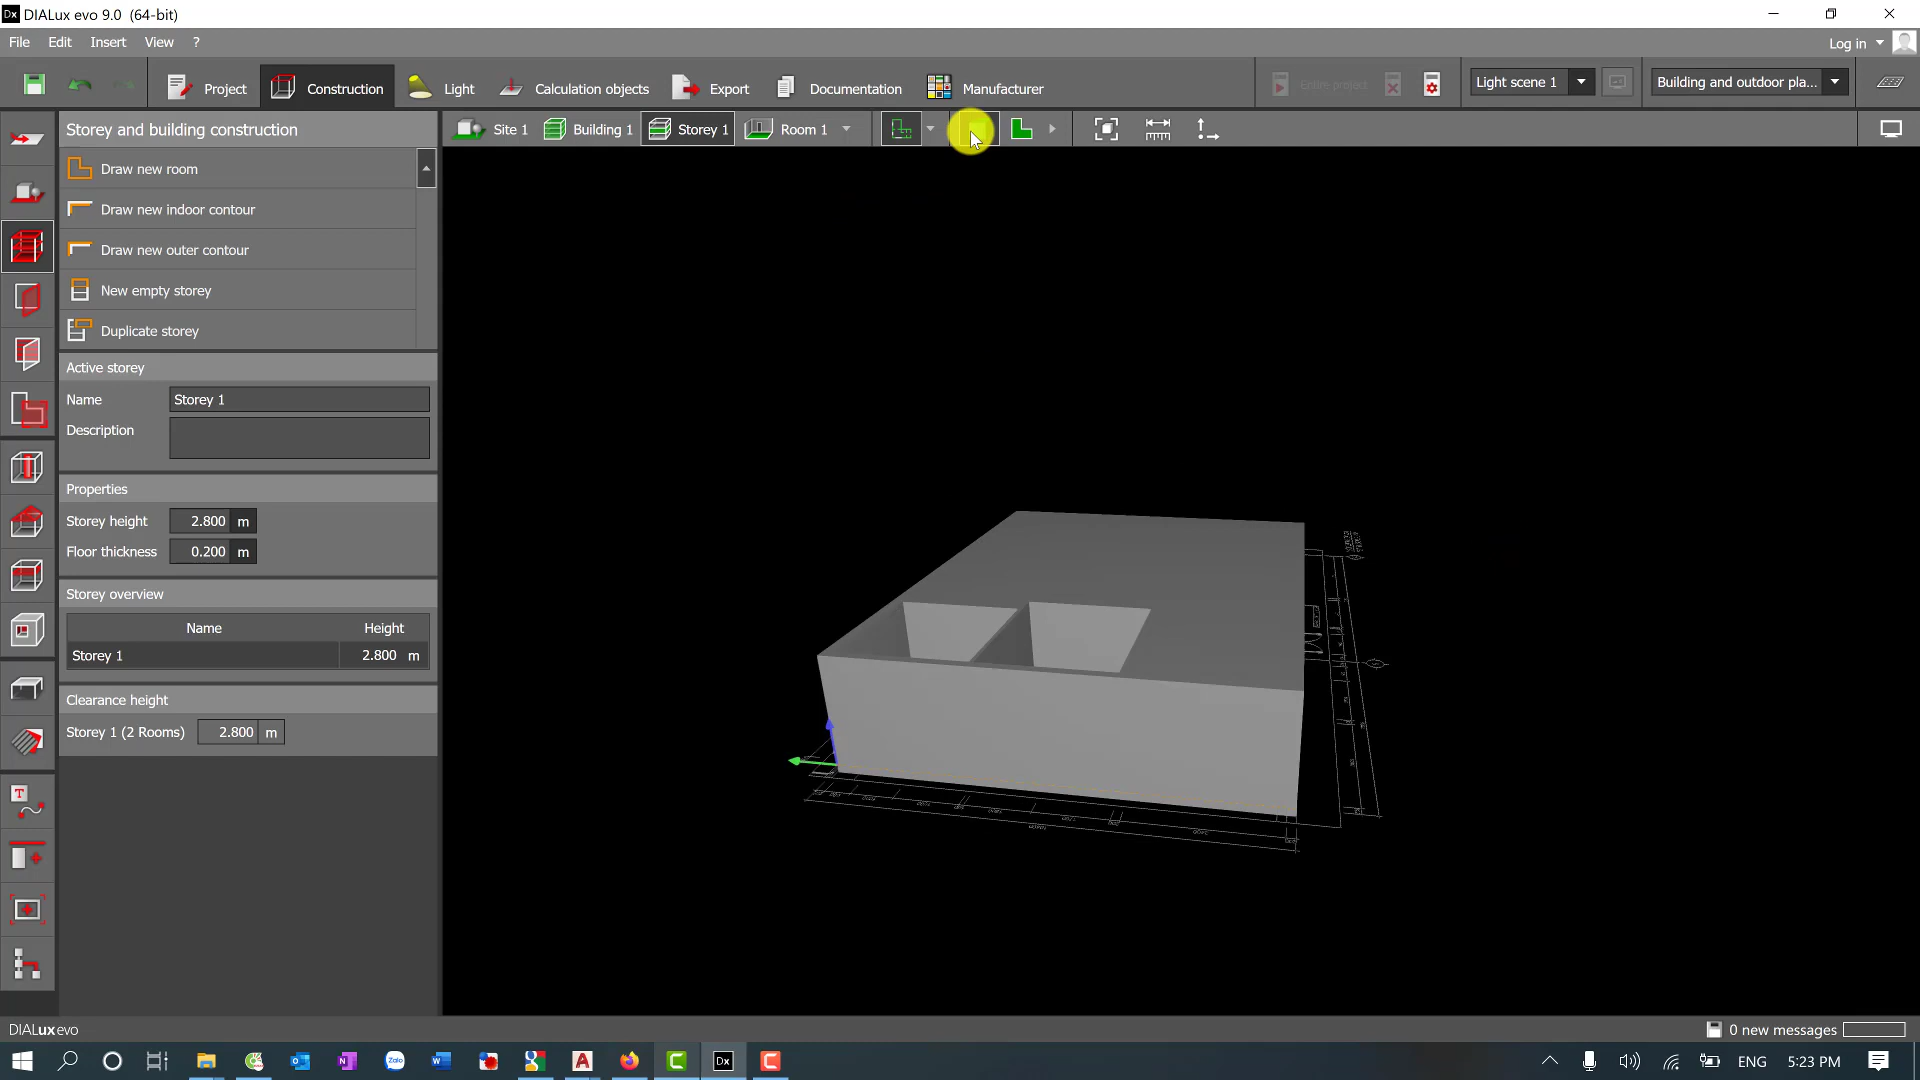 Dx DIALux evo 9.0 (64-bit)
File Edit Insert View ? Log in
Project Construction Light Calculation objects Export Documentation Manufacturer Entire project Light scene 1 Building and outdoor pla...
Storey and building construction Site 1 Building 1 Storey 1 Room 1
Draw new room
Draw new indoor contour
Draw new outer contour
New empty storey
Duplicate storey
Active storey
Name Storey 1
Description
Properties
Storey height 2.800 m
Floor thickness 0.200 m
Storey overview
Name Height
Storey 1 2.800 m
Clearance height
Storey 1 (2 Rooms) 2.800 m
DIALux evo 0 new messages
ENG 5:23 PM